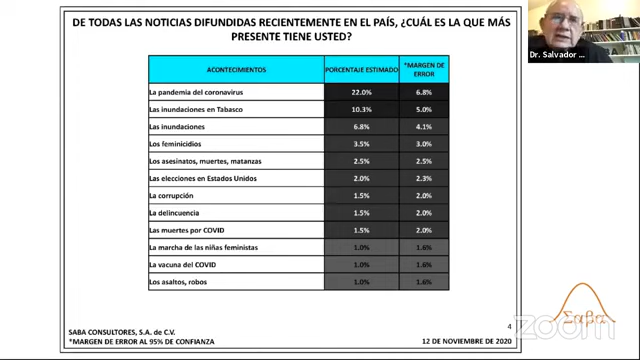 DE TODAS LAS NOTICIAS DIFUNDIDAS RECIENTEMENTE EN EL PAÍS, ¿CUÁL ES LA QUE MÁS
PRESENTE TIENE USTED?
Dr. Salvador ...
ACONTECIMIENTOS PORCENTAJE ESTIMADO *MARGEN DE ERROR
La pandemia del coronavirus 22.0% 6.8%
Las inundaciones en Tabasco 10.3% 5.0%
Las inundaciones 6.8% 4.1%
Los feminicidios 3.5% 3.0%
Los asesinatos, muertes, matanzas 2.5% 2.5%
Las elecciones en Estados Unidos 2.0% 2.3%
La corrupción 1.5% 2.0%
La delincuencia 1.5% 2.0%
Las muertes por COVID 1.5% 2.0%
La marcha de las niñas feministas 1.0% 1.6%
La vacuna del COVID 1.0% 1.6%
Los asaltos, robos 1.0% 1.6%
Σaβa
zoom
4
SABA CONSULTORES, S.A. de C.V.
*MARGEN DE ERROR AL 95% DE CONFIANZA
12 DE NOVIEMBRE DE 2020